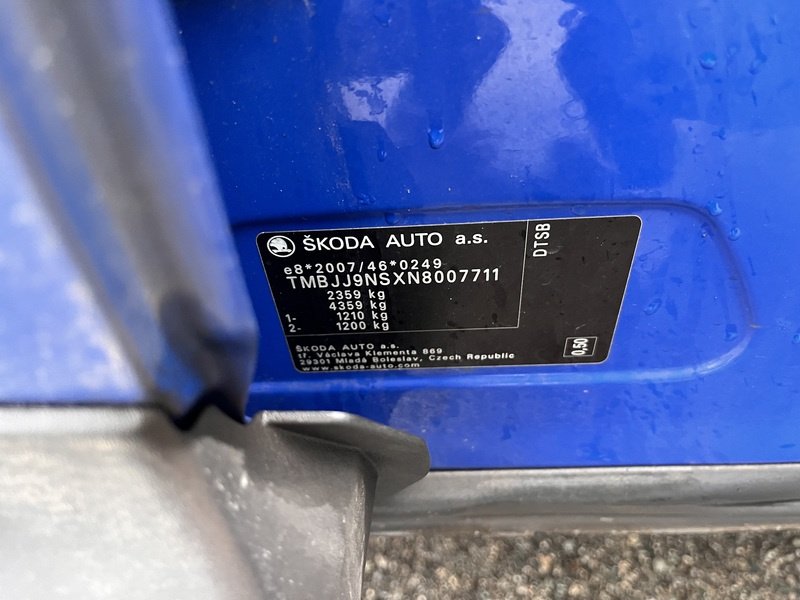 ŠKODA AUTO a.s.
e8*2007/46*0249
TMBJJ9NSXN8007711
2359 kg
4359 kg
1- 1210 kg
2- 1200 kg
ŠKODA AUTO a.s.
tř. Václava Klementa 869
29301 Mladá Boleslav, Czech Republic
www.skoda-auto.com
DTSB
0.50